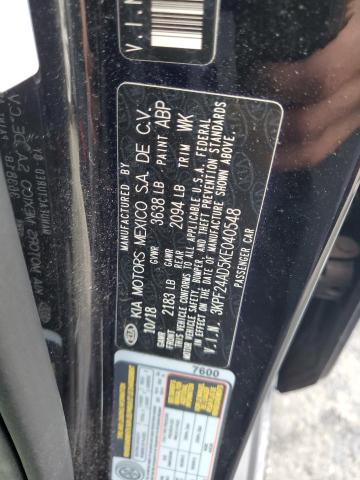 MANUFACTURED BY
KIA MOTORS MEXICO S.A. DE C.V.
10/18 GVWR 3638 LB PAINT ABP
GAWR FRONT 2183 LB GAWR REAR 2094 LB TRIM WK
THIS VEHICLE CONFORMS TO ALL APPLICABLE U.S.A. FEDERAL
MOTOR VEHICLE SAFETY, BUMPER, AND THEFT PREVENTION STANDARDS
IN EFFECT ON THE DATE OF MANUFACTURE SHOWN ABOVE.
V.I.N. 3KPF24AD5KE040548
PASSENGER CAR
V.I.N
7600